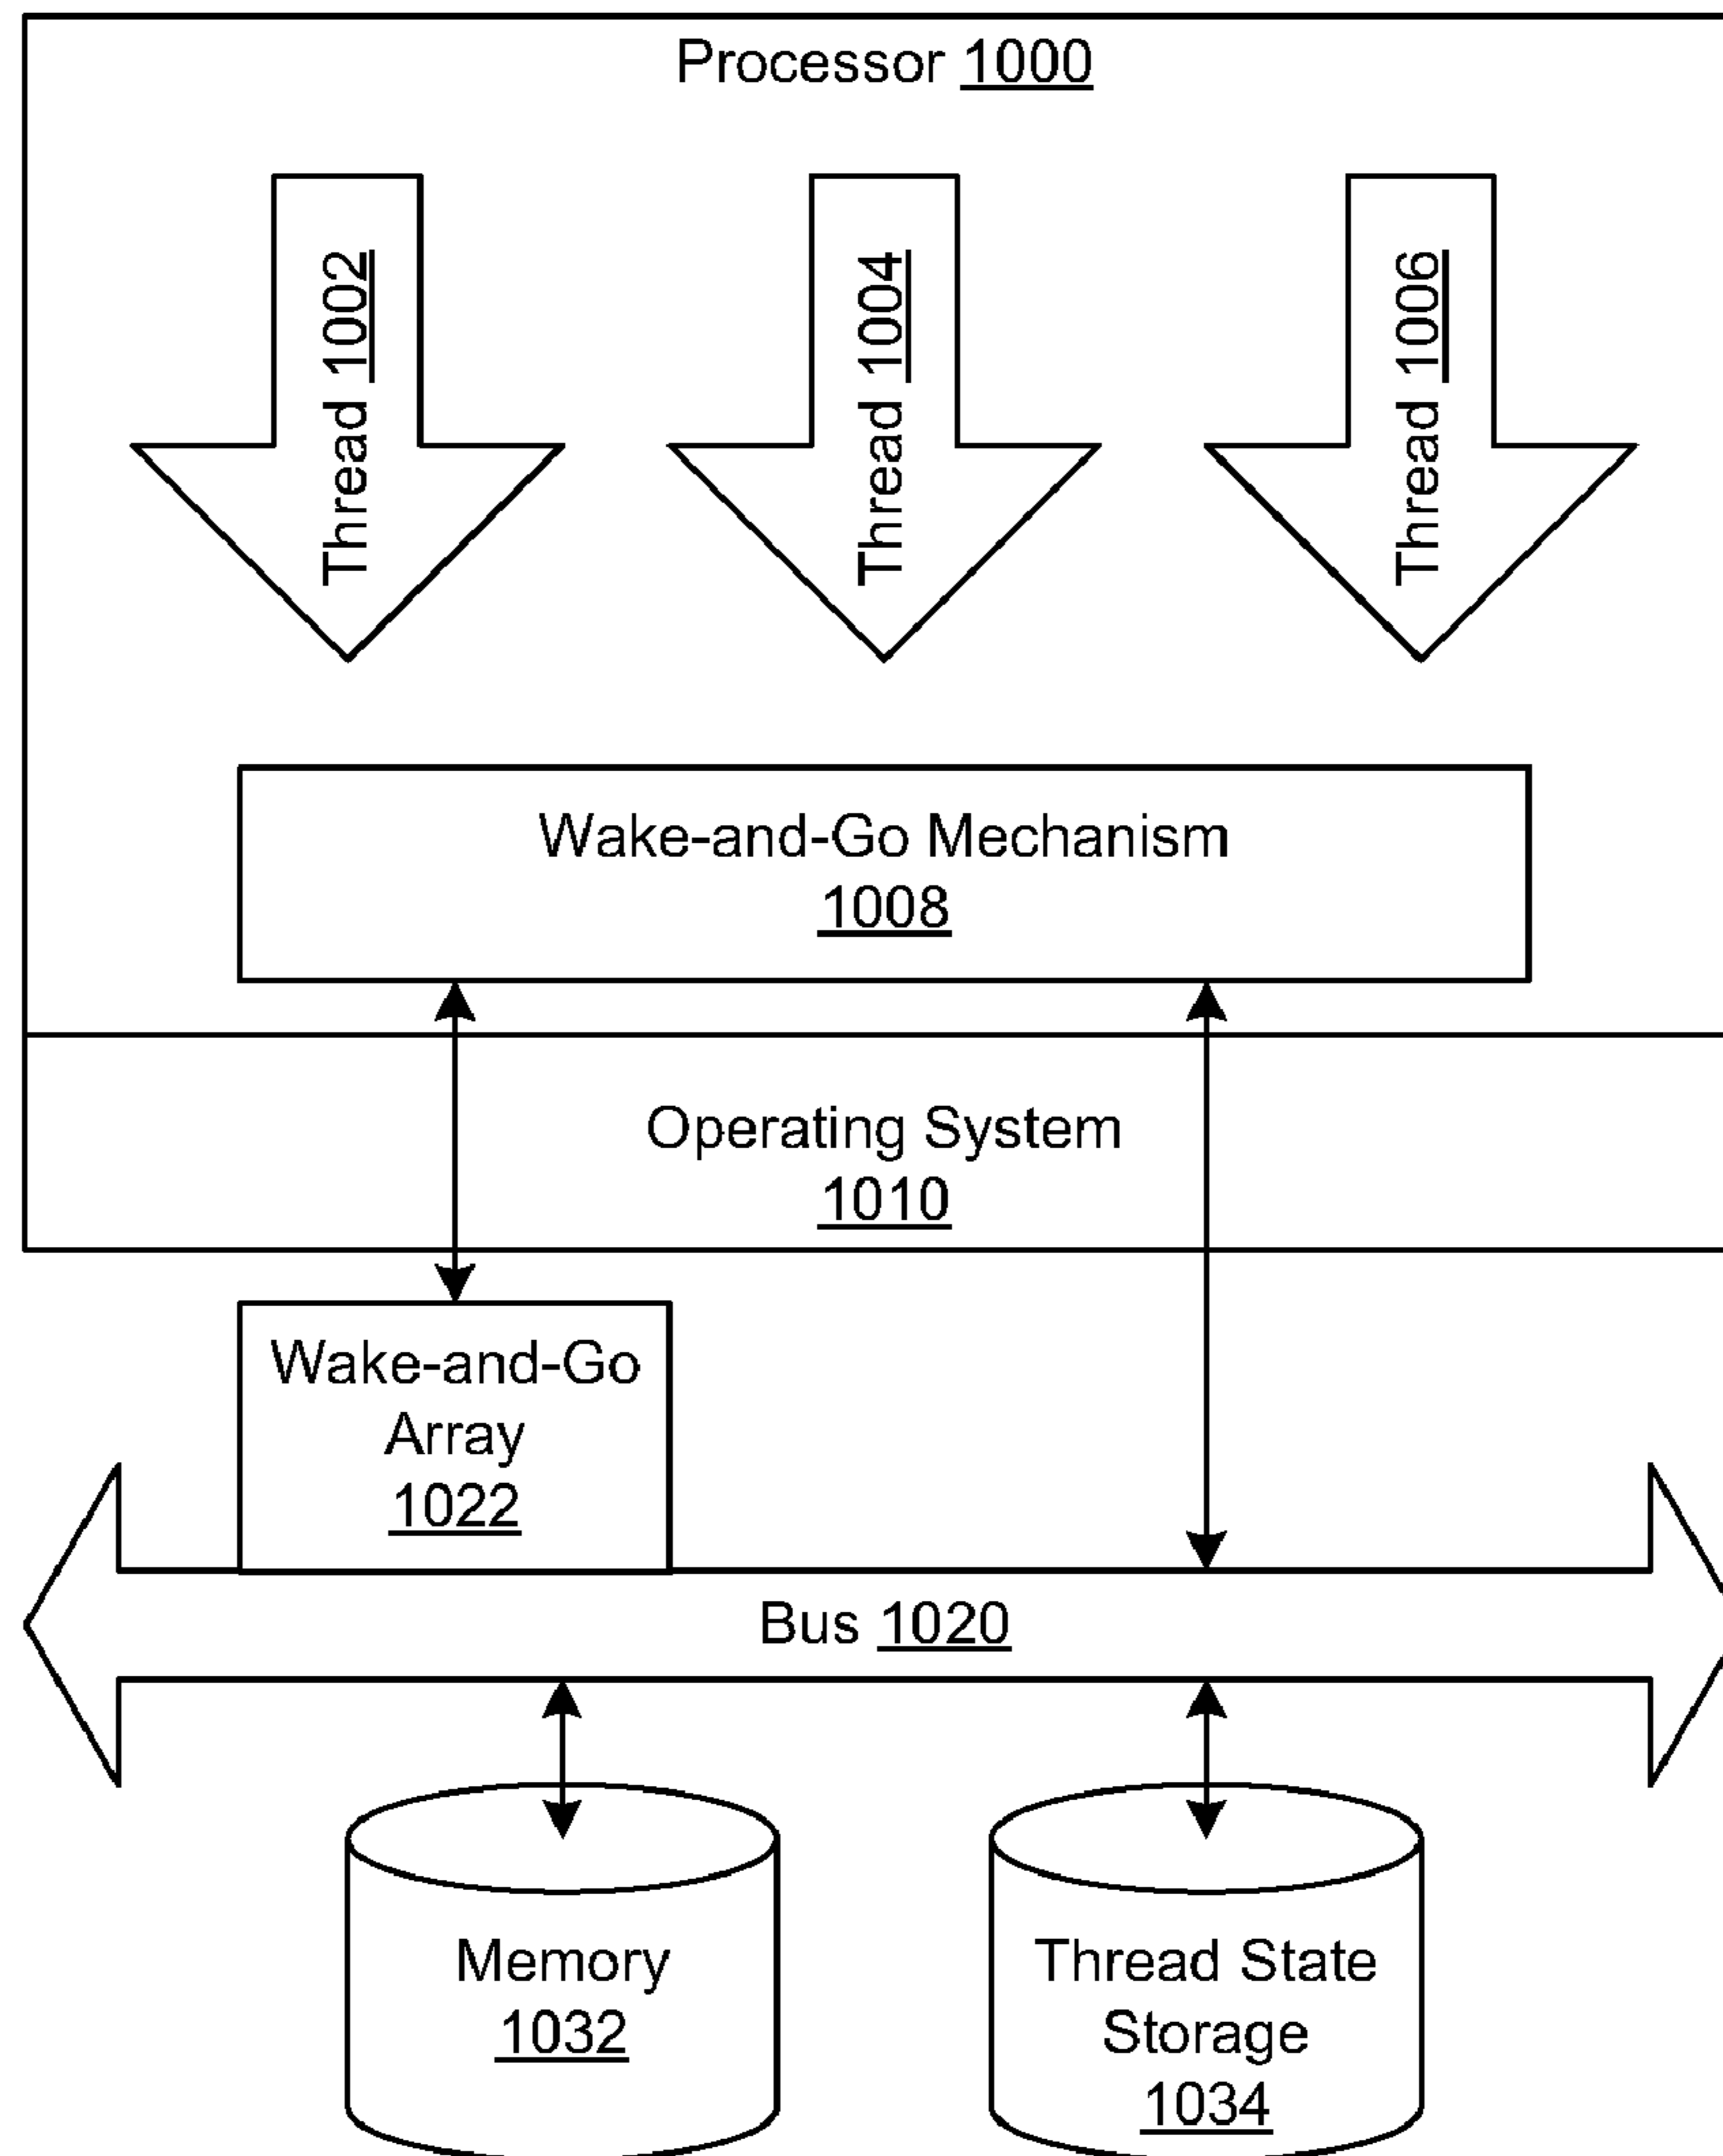 Processor 1000
Thread 1002
Thread 1004
Thread 1006
Wake-and-Go Mechanism
1008
Operating System
1010
Wake-and-Go
Array
1022
Bus 1020
Memory
1032
Thread State
Storage
1034